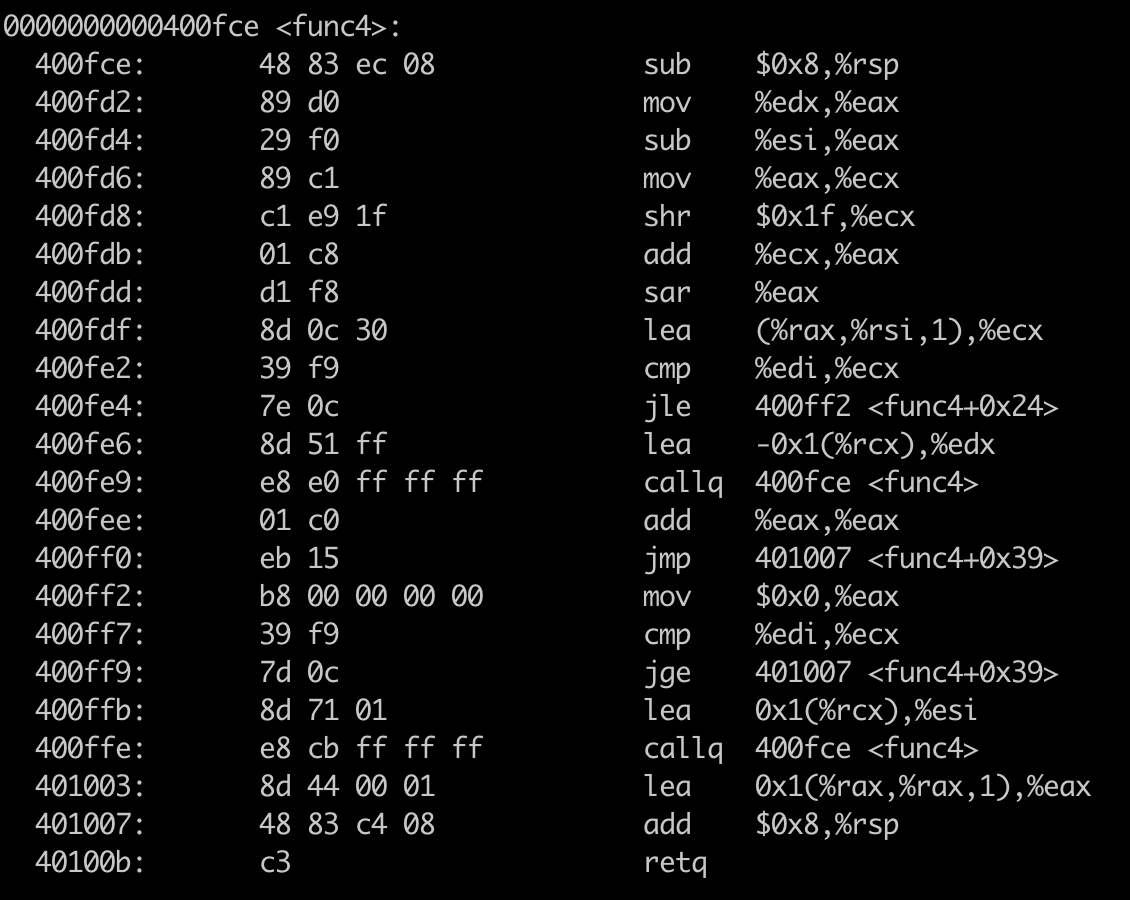 0000000000400fce <func4>:
400fce: 48 83 ec 08 sub $0x8,%rsp
400fd2: 89 d0 mov %edx,%eax
400fd4: 29 f0 sub %esi,%eax
400fd6: 89 c1 mov %eax,%ecx
400fd8: c1 e9 1f shr $0x1f,%ecx
400fdb: 01 c8 add %ecx,%eax
400fdd: d1 f8 sar %eax
400fdf: 8d 0c 30 lea (%rax,%rsi,1),%ecx
400fe2: 39 f9 cmp %edi,%ecx
400fe4: 7e 0c jle 400ff2 <func4+0x24>
400fe6: 8d 51 ff lea -0x1(%rcx),%edx
400fe9: e8 e0 ff ff ff callq 400fce <func4>
400fee: 01 c0 add %eax,%eax
400ff0: eb 15 jmp 401007 <func4+0x39>
400ff2: b8 00 00 00 00 mov $0x0,%eax
400ff7: 39 f9 cmp %edi,%ecx
400ff9: 7d 0c jge 401007 <func4+0x39>
400ffb: 8d 71 01 lea 0x1(%rcx),%esi
400ffe: e8 cb ff ff ff callq 400fce <func4>
401003: 8d 44 00 01 lea 0x1(%rax,%rax,1),%eax
401007: 48 83 c4 08 add $0x8,%rsp
40100b: c3 retq